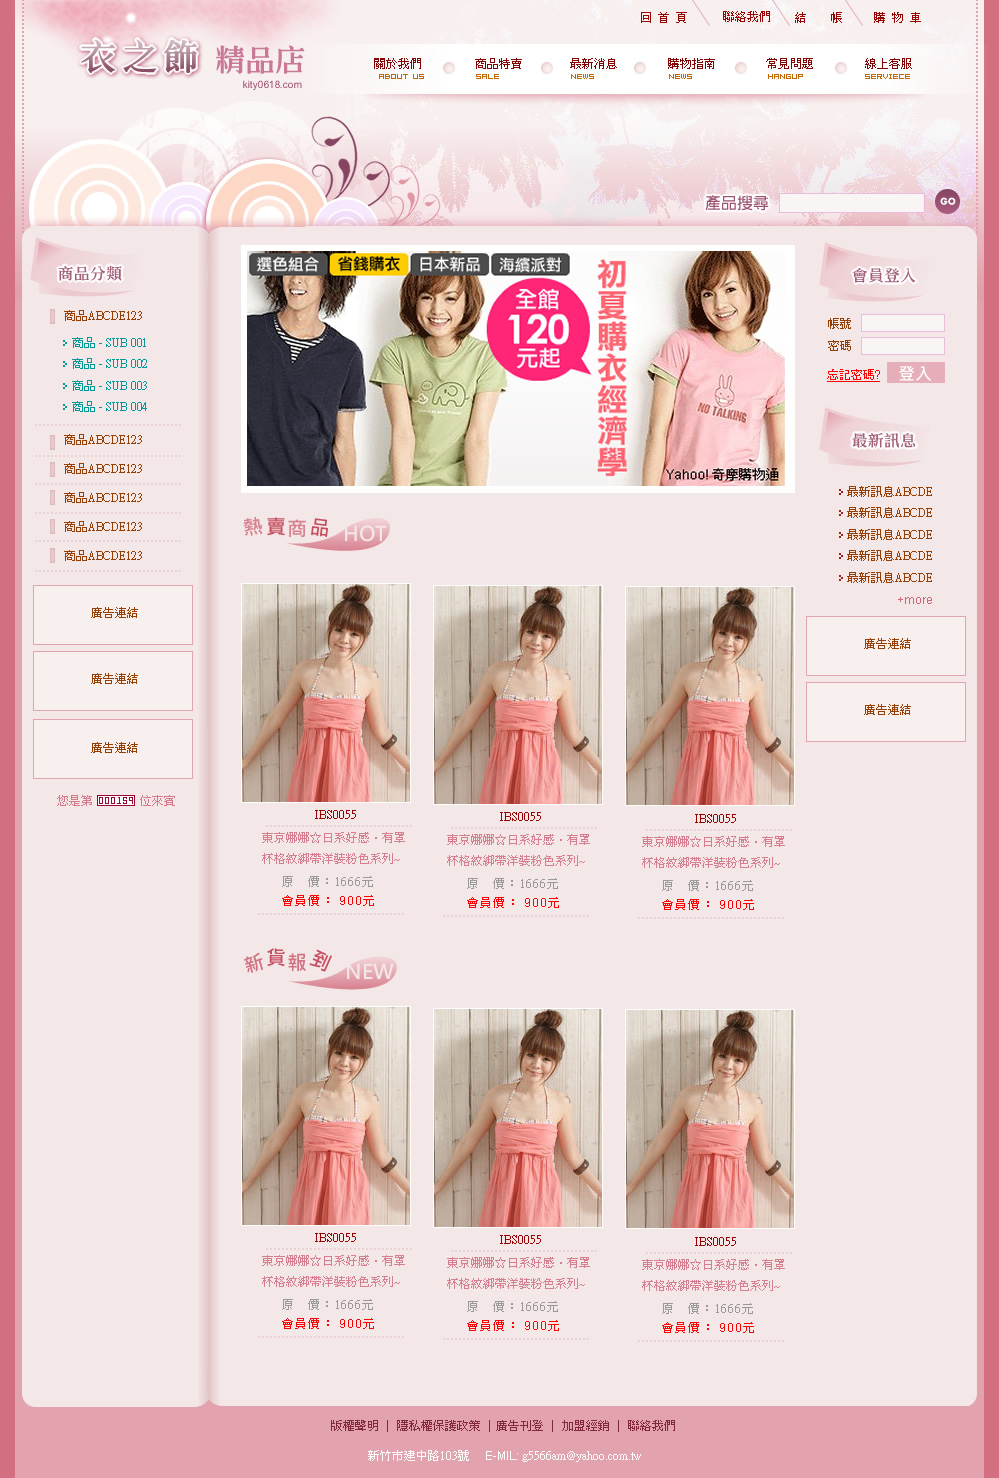 回 首 頁
聯絡我們
結 帳
購 物 車
衣之飾 精品店
kity0618.com
關於我們
ABOUT US
商品特賣
SALE
最新消息
NEWS
購物指南
NEWS
常見問題
HANGUP
線上客服
SERVIECE
產品搜尋
GO
商品分類
商品ABCDE123
商品 - SUB 001
商品 - SUB 002
商品 - SUB 003
商品 - SUB 004
商品ABCDE123
商品ABCDE123
商品ABCDE123
商品ABCDE123
商品ABCDE123
廣告連結
廣告連結
廣告連結
您是第 000159 位來賓
選色組合
省錢購衣
日本新品
海繽派對
全館
120
元起
初夏購衣經濟學
NO TALKING
Yahoo! 奇摩購物通
熱賣商品 HOT
IBS0055
東京娜娜☆日系好感‧有罩
杯格紋綁帶洋裝粉色系列~
原 價：1666元
會員價： 900元
IBS0055
東京娜娜☆日系好感‧有罩
杯格紋綁帶洋裝粉色系列~
原 價：1666元
會員價： 900元
IBS0055
東京娜娜☆日系好感‧有罩
杯格紋綁帶洋裝粉色系列~
原 價：1666元
會員價： 900元
新貨報到 NEW
IBS0055
東京娜娜☆日系好感‧有罩
杯格紋綁帶洋裝粉色系列~
原 價：1666元
會員價： 900元
IBS0055
東京娜娜☆日系好感‧有罩
杯格紋綁帶洋裝粉色系列~
原 價：1666元
會員價： 900元
IBS0055
東京娜娜☆日系好感‧有罩
杯格紋綁帶洋裝粉色系列~
原 價：1666元
會員價： 900元
會員登入
帳號
密碼
忘記密碼?
登入
最新訊息
最新訊息ABCDE
最新訊息ABCDE
最新訊息ABCDE
最新訊息ABCDE
最新訊息ABCDE
+more
廣告連結
廣告連結
版權聲明 | 隱私權保護政策 | 廣告刊登 | 加盟經銷 | 聯絡我們
新竹市建中路103號 E-MIL: g5566am@yahoo.com.tw